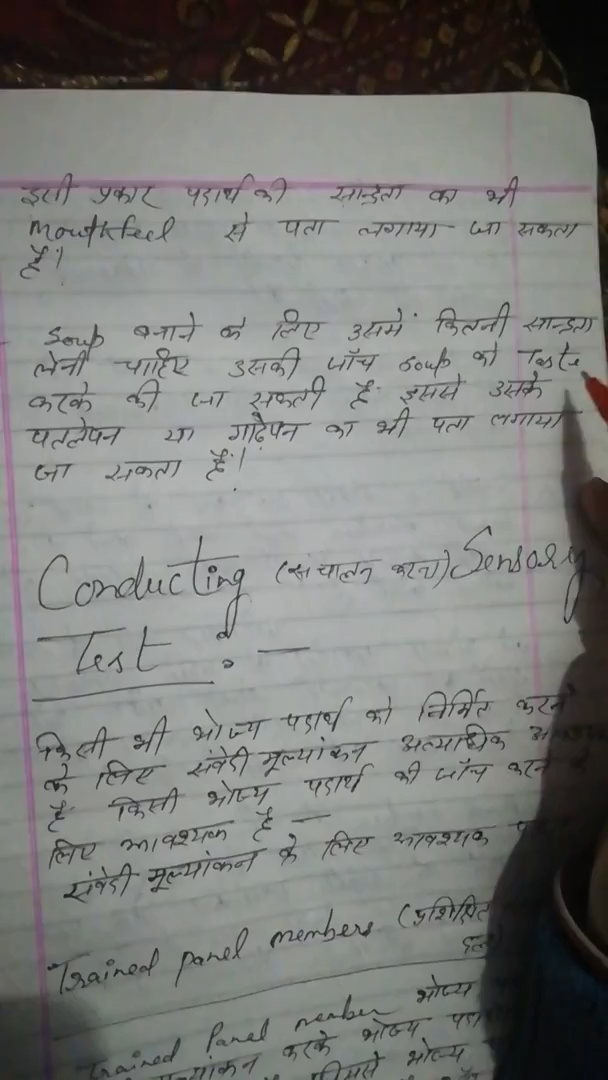 इसी प्रकार पदार्थ की सान्द्रता का भी
mouthfeel से पता लगाया जा सकता
है।
Soup बनाने के लिए उसमें कितनी सान्द्रता
लेनी चाहिए उसकी जाँच soup को Taste
करके की जा सकती है इससे उसके
पतलेपन या गाढ़ेपन का भी पता लगाया
जा सकता है।
Conducting (संचालन करना) Sensory
Test :—
किसी भी भोज्य पदार्थ को निर्मित करने
के लिए संवेदी मूल्यांकन अत्याधिक
है किसी भोज्य पदार्थ की जाँच करने के
लिए आवश्यक है —
संवेदी मूल्यांकन के लिए आवश्यक
Trained panel members (प्रशिक्षित
दल)
Trained Panel member भोज्य
करके भोज्य
भोज्य